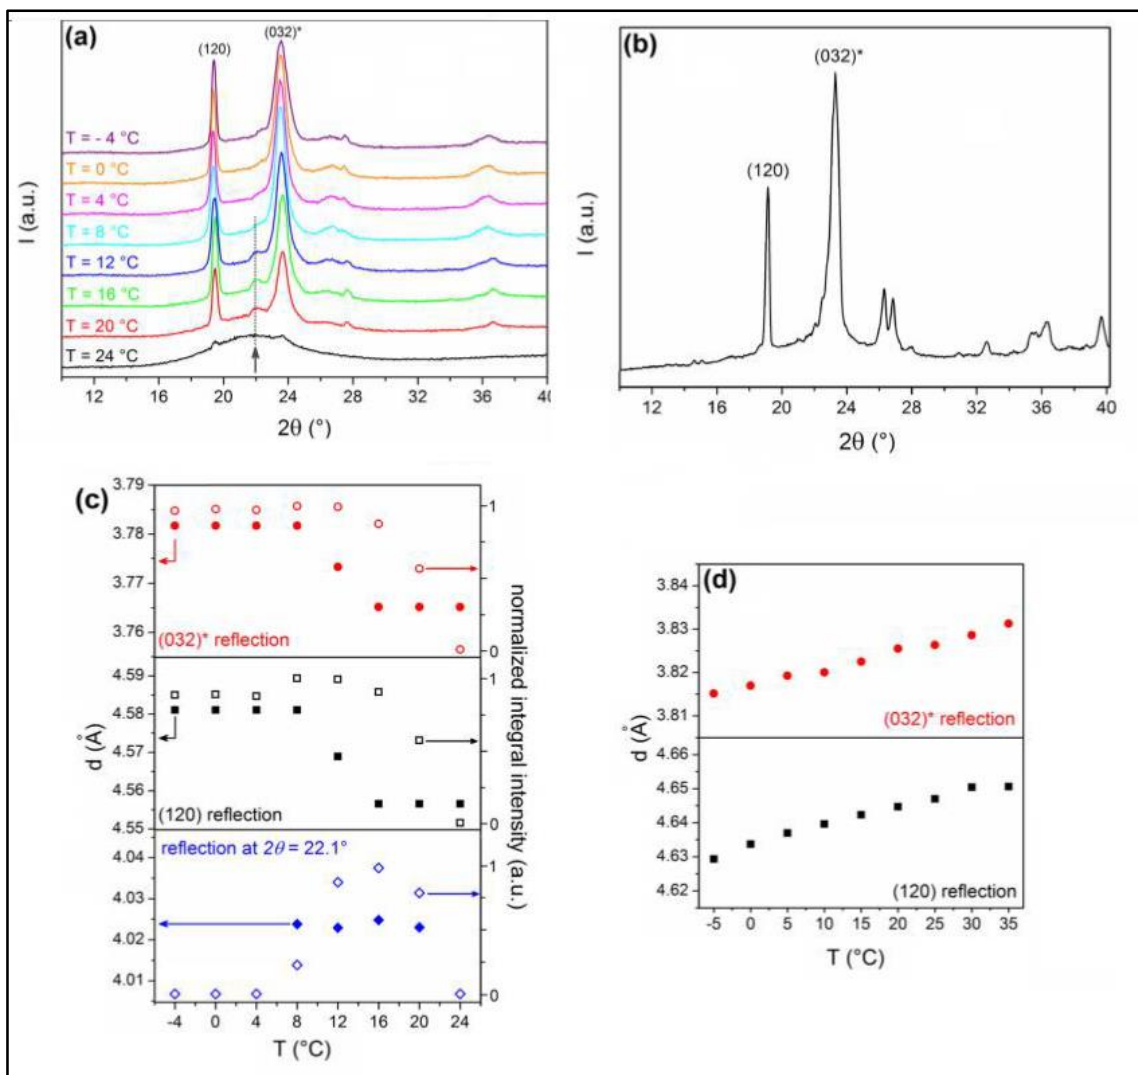 (a)
(120)
(032)*
T = - 4 °C
T = 0 °C
T = 4 °C
T = 8 °C
T = 12 °C
T = 16 °C
T = 20 °C
T = 24 °C
I (a.u.)
12 16 20 24 28 32 36 40
2θ (°)
(b)
(032)*
(120)
I (a.u.)
12 16 20 24 28 32 36 40
2θ (°)
(c)
3.79
3.78
3.77
3.76
1
0
(032)* reflection
4.59
4.58
4.57
4.56
4.55
1
0
(120) reflection
reflection at 2θ = 22.1°
4.04
4.03
4.02
4.01
1
0
d (Å)
normalized integral intensity (a.u.)
-4 0 4 8 12 16 20 24
T (°C)
(d)
3.84
3.83
3.82
3.81
(032)* reflection
4.66
4.65
4.64
4.63
4.62
(120) reflection
d (Å)
-5 0 5 10 15 20 25 30 35
T (°C)